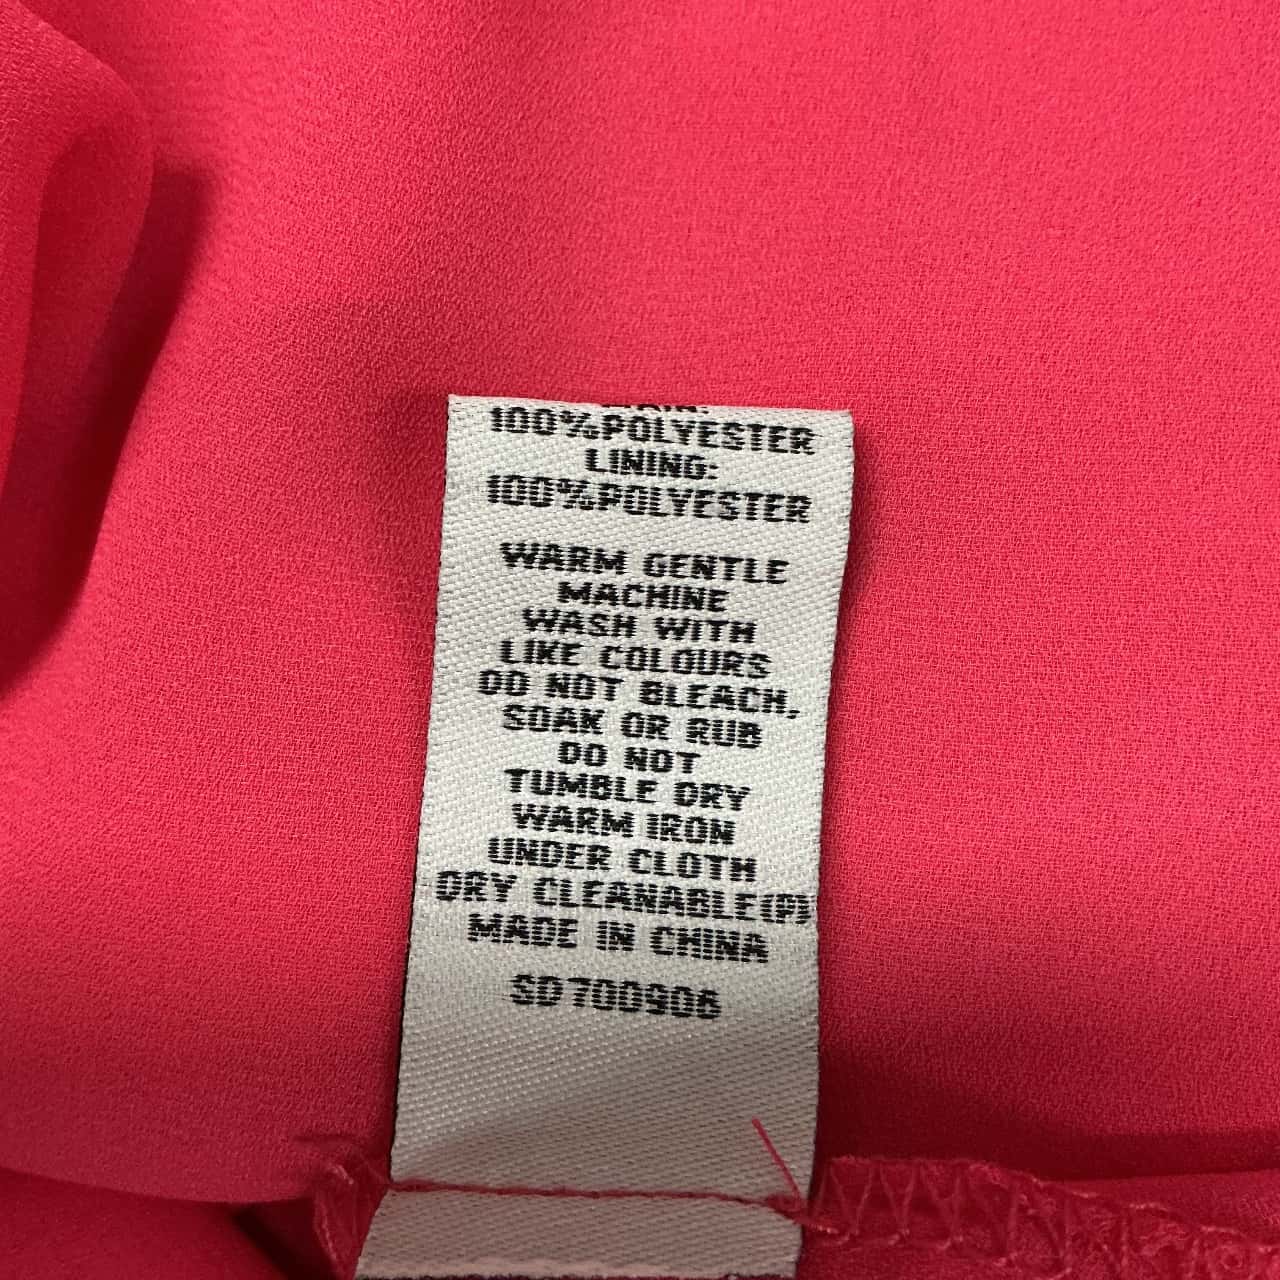 MAIN:
100%POLYESTER
LINING:
100%POLYESTER
WARM GENTLE
MACHINE
WASH WITH
LIKE COLOURS
DO NOT BLEACH,
SOAK OR RUB
DO NOT
TUMBLE DRY
WARM IRON
UNDER CLOTH
DRY CLEANABLE(P)
MADE IN CHINA
SD700906